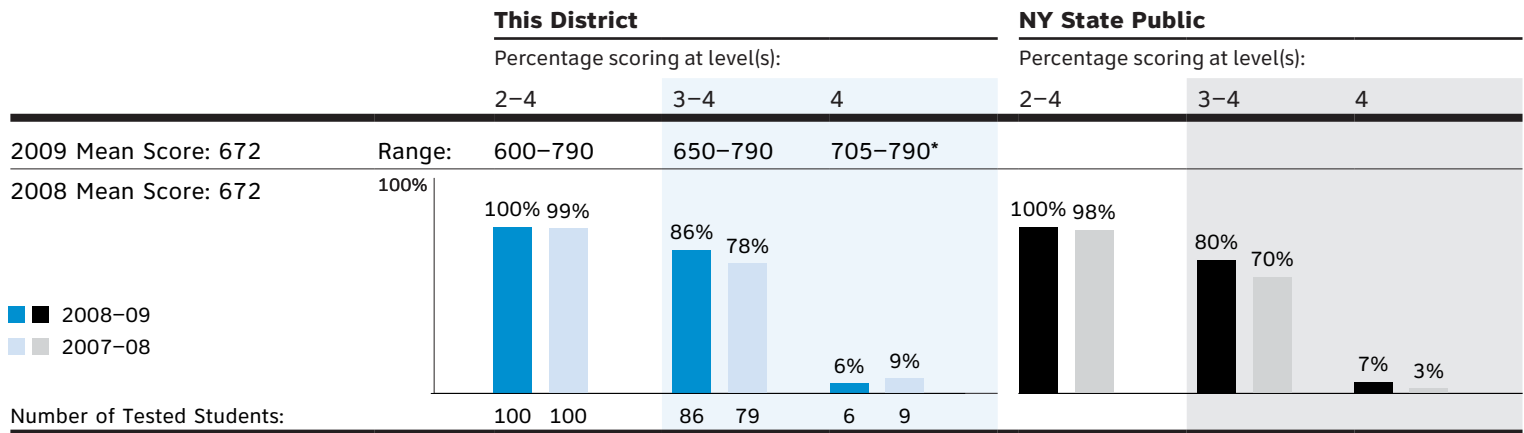 This District NY State Public
Percentage scoring at level(s): Percentage scoring at level(s):
2–4 3–4 4 2–4 3–4 4
2009 Mean Score: 672 Range: 600–790 650–790 705–790*
2008 Mean Score: 672 100%
100% 99% 86% 78% 6% 9% 100% 98% 80% 70% 7% 3%
2008–09
2007–08
Number of Tested Students: 100 100 86 79 6 9